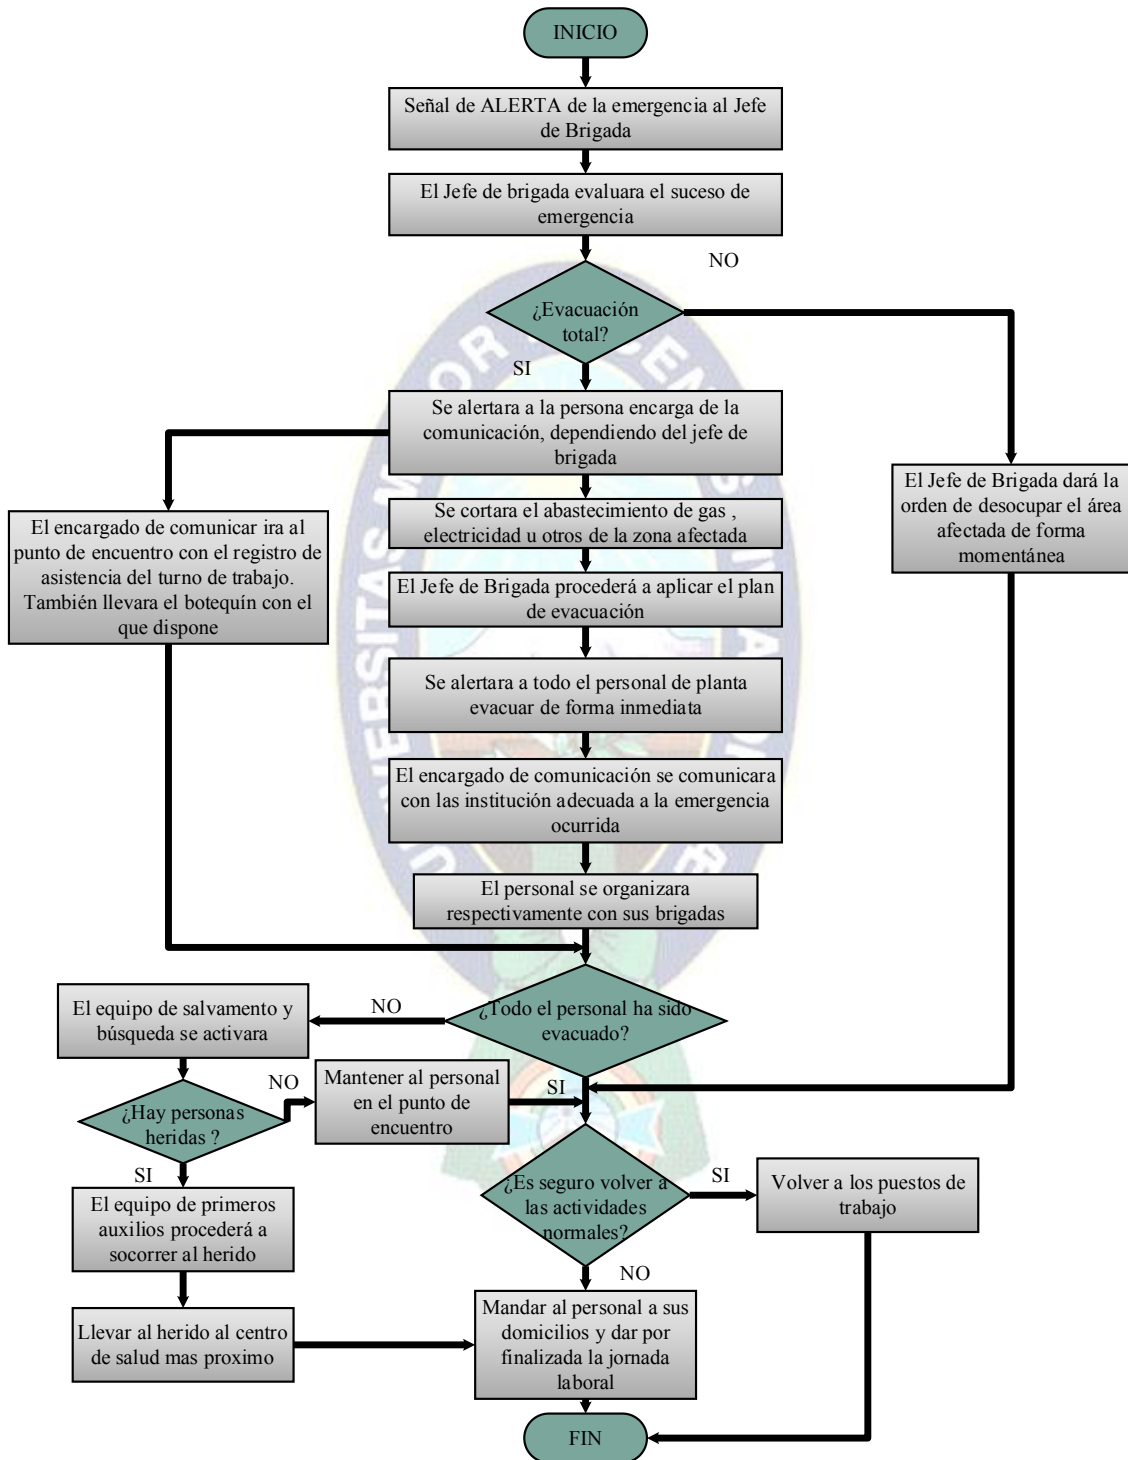 INICIO
Señal de ALERTA de la emergencia al Jefe
de Brigada
El Jefe de brigada evaluara el suceso de
emergencia
NO
¿Evacuación
total?
SI
Se alertara a la persona encarga de la
comunicación, dependiendo del jefe de
brigada
El Jefe de Brigada dará la
orden de desocupar el área
afectada de forma
momentánea
El encargado de comunicar ira al
punto de encuentro con el registro de
asistencia del turno de trabajo.
También llevara el botequín con el
que dispone
Se cortara el abastecimiento de gas ,
electricidad u otros de la zona afectada
El Jefe de Brigada procederá a aplicar el plan
de evacuación
Se alertara a todo el personal de planta
evacuar de forma inmediata
El encargado de comunicación se comunicara
con las institución adecuada a la emergencia
ocurrida
El personal se organizara
respectivamente con sus brigadas
¿Todo el personal ha sido
evacuado?
NO
El equipo de salvamento y
búsqueda se activara
SI
NO
Mantener al personal
en el punto de
encuentro
¿Hay personas
heridas ?
SI
El equipo de primeros
auxilios procederá a
socorrer al herido
Llevar al herido al centro
de salud mas proximo
¿Es seguro volver a
las actividades
normales?
SI
Volver a los puestos de
trabajo
NO
Mandar al personal a sus
domicilios y dar por
finalizada la jornada
laboral
FIN